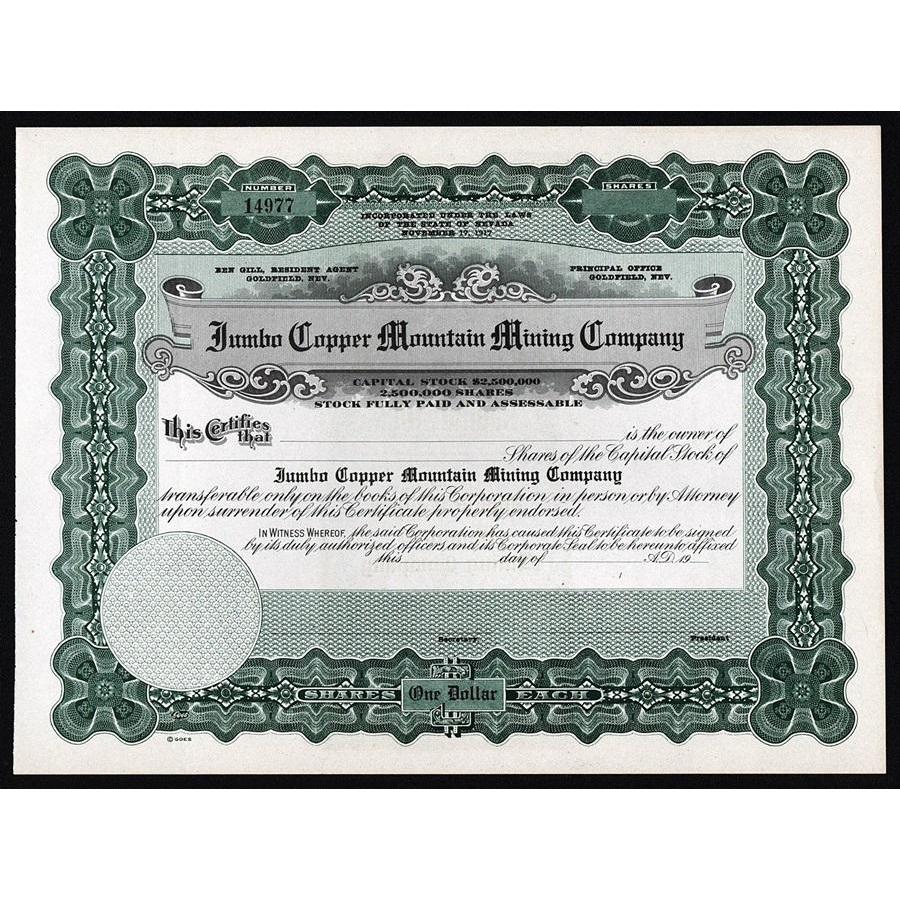 NUMBER
14977
SHARES
INCORPORATED UNDER THE LAWS
OF THE STATE OF NEVADA
NOVEMBER 19, 1917
BEN GILL, RESIDENT AGENT
GOLDFIELD, NEV.
PRINCIPAL OFFICE
GOLDFIELD, NEV.
Jumbo Copper Mountain Mining Company
CAPITAL STOCK $2,500,000
2,500,000 SHARES
STOCK FULLY PAID AND ASSESSABLE
This Certifies that
is the owner of
Shares of the Capital Stock of
Jumbo Copper Mountain Mining Company
transferable only on the books of this Corporation in person or by Attorney
upon surrender of this Certificate properly endorsed.
IN WITNESS WHEREOF, the said Corporation has caused this Certificate to be signed
by its duly authorized officers and its Corporate Seal to be hereunto affixed
this day of A.D. 19
Secretary
President
SHARES One Dollar EACH
Goes
© GOES